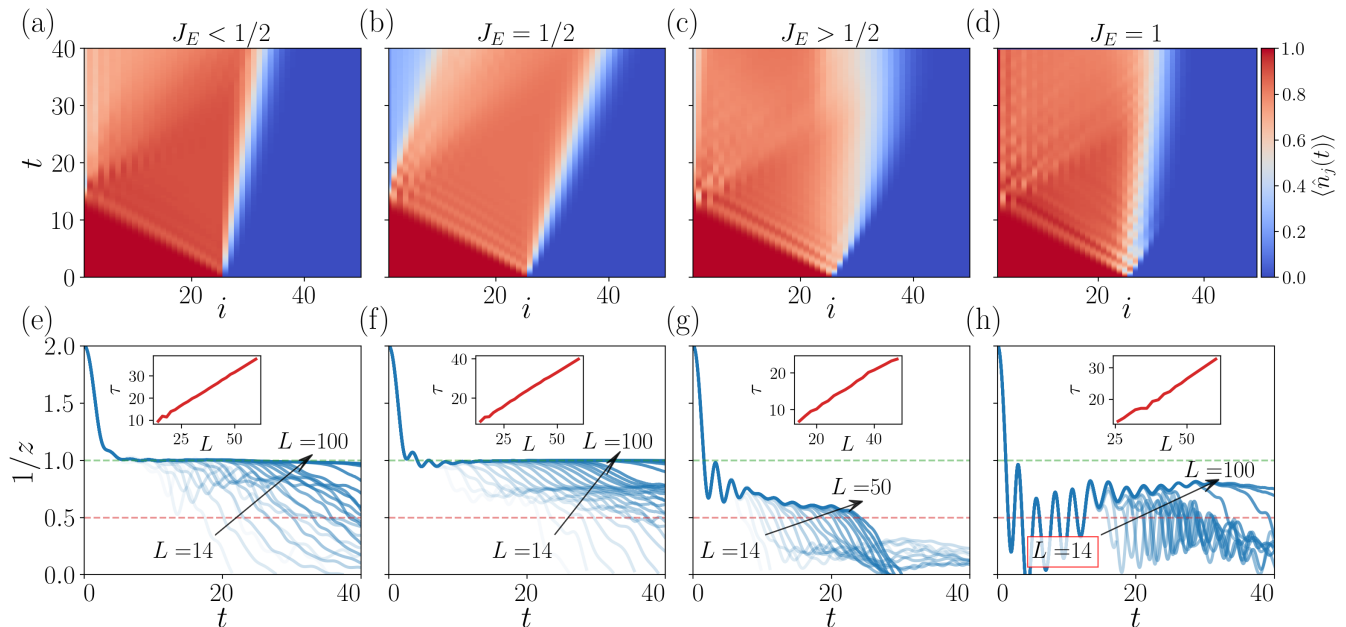 (a) J_E < 1/2
(b) J_E = 1/2
(c) J_E > 1/2
(d) J_E = 1
40
30
20
10
0
t
20 40
i
20 40
i
20 40
i
20 40
i
1.0
0.8
0.6
0.4
0.2
0.0
⟨n̂_j(t)⟩
(e)
(f)
(g)
(h)
2.0
1.5
1.0
0.5
0.0
1/z
30
20
10
τ
25 50
L
L =100
L =14
0 20 40
t
40
20
τ
25 50
L
L =100
L =14
0 20 40
t
20
10
τ
20 40
L
L =50
L =14
0 20 40
t
30
20
τ
25 50
L
L =100
L =14
0 20 40
t